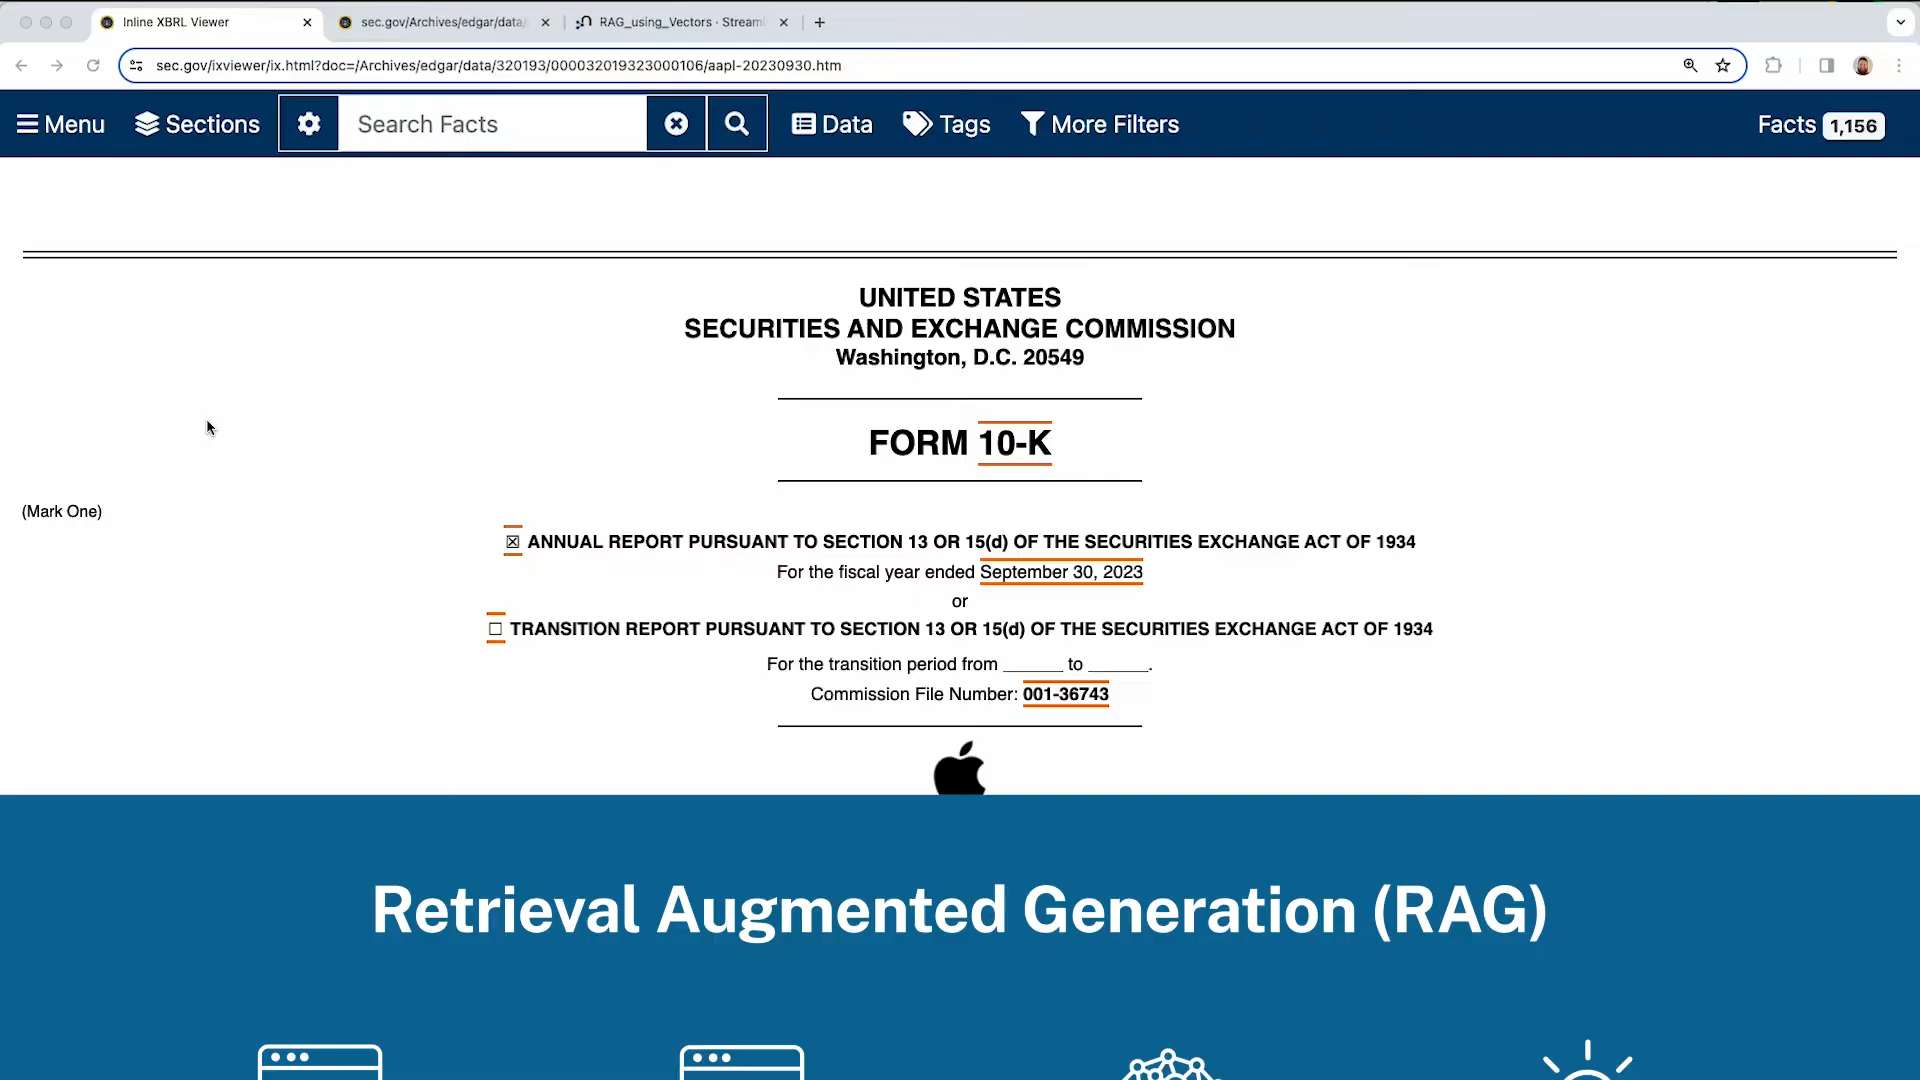 Inline XBRL Viewer
sec.gov/Archives/edgar/data/
RAG_using_Vectors · Streaml
sec.gov/ixviewer/ix.html?doc=/Archives/edgar/data/320193/000032019323000106/aapl-20230930.htm
Menu
Sections
Search Facts
Data
Tags
More Filters
Facts 1,156
UNITED STATES
SECURITIES AND EXCHANGE COMMISSION
Washington, D.C. 20549
FORM 10-K
(Mark One)
☒ ANNUAL REPORT PURSUANT TO SECTION 13 OR 15(d) OF THE SECURITIES EXCHANGE ACT OF 1934
For the fiscal year ended September 30, 2023
or
☐ TRANSITION REPORT PURSUANT TO SECTION 13 OR 15(d) OF THE SECURITIES EXCHANGE ACT OF 1934
For the transition period from ______ to ______.
Commission File Number: 001-36743
Retrieval Augmented Generation (RAG)